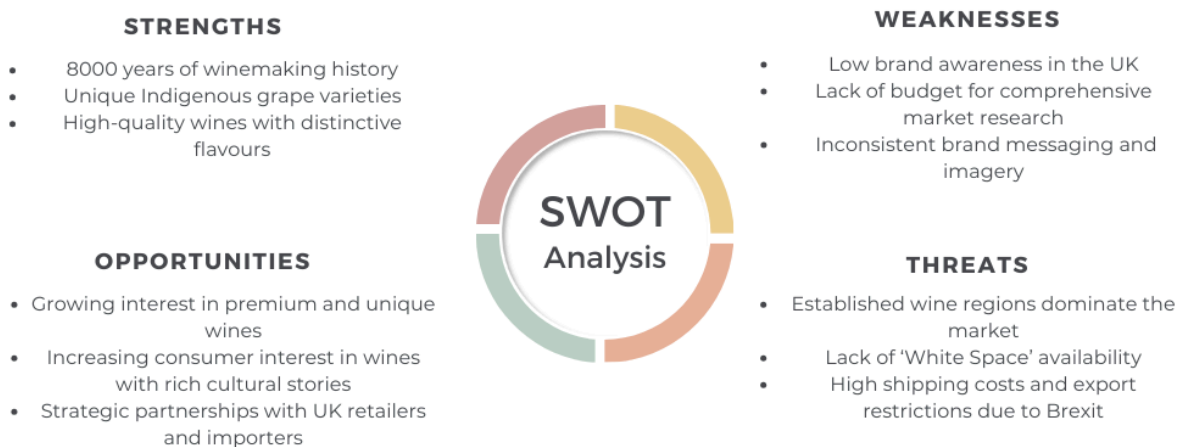 STRENGTHS
• 8000 years of winemaking history
• Unique Indigenous grape varieties
• High-quality wines with distinctive
flavours
WEAKNESSES
• Low brand awareness in the UK
• Lack of budget for comprehensive
market research
• Inconsistent brand messaging and
imagery
SWOT
Analysis
OPPORTUNITIES
• Growing interest in premium and unique
wines
• Increasing consumer interest in wines
with rich cultural stories
• Strategic partnerships with UK retailers
and importers
THREATS
• Established wine regions dominate the
market
• Lack of ‘White Space’ availability
• High shipping costs and export
restrictions due to Brexit